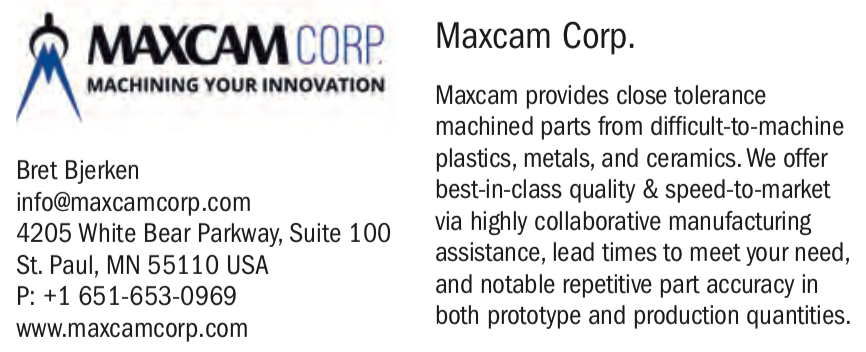 MAXCAM CORP.
MACHINING YOUR INNOVATION
Bret Bjerken
info@maxcamcorp.com
4205 White Bear Parkway, Suite 100
St. Paul, MN 55110 USA
P: +1 651-653-0969
www.maxcamcorp.com
Maxcam Corp.
Maxcam provides close tolerance
machined parts from difficult-to-machine
plastics, metals, and ceramics. We offer
best-in-class quality & speed-to-market
via highly collaborative manufacturing
assistance, lead times to meet your need,
and notable repetitive part accuracy in
both prototype and production quantities.